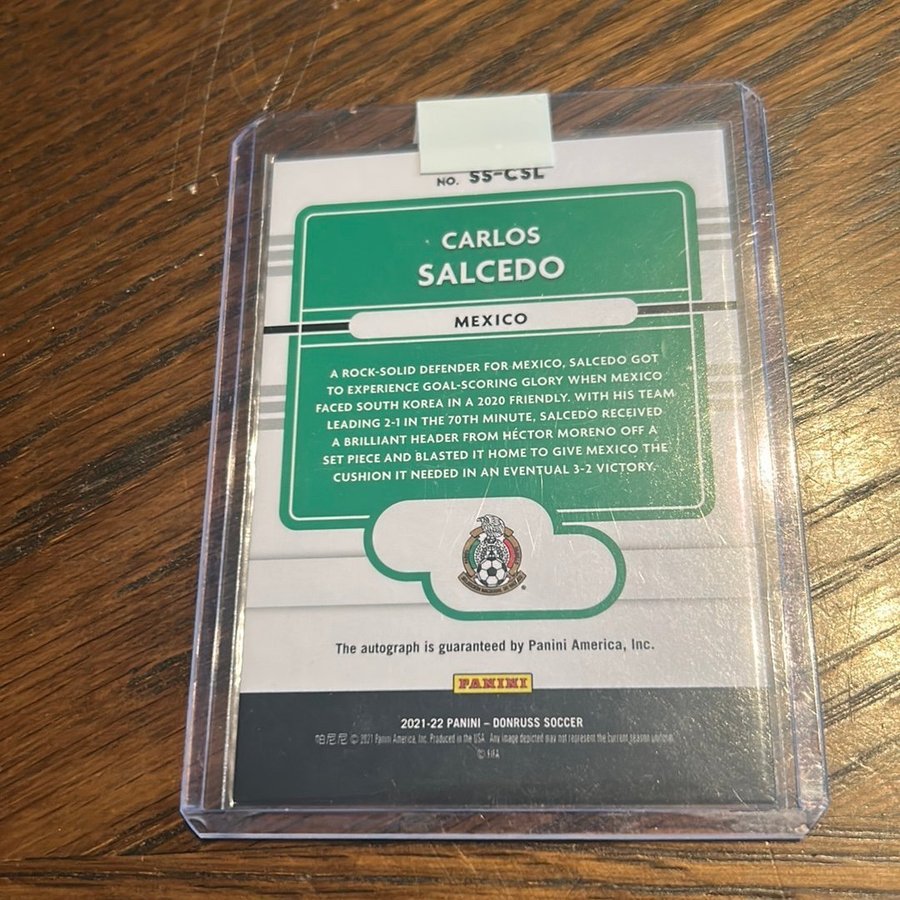 NO. SS-CSL
CARLOS
SALCEDO
MEXICO
A ROCK-SOLID DEFENDER FOR MEXICO, SALCEDO GOT
TO EXPERIENCE GOAL-SCORING GLORY WHEN MEXICO
FACED SOUTH KOREA IN A 2020 FRIENDLY. WITH HIS TEAM
LEADING 2-1 IN THE 70TH MINUTE, SALCEDO RECEIVED
A BRILLIANT HEADER FROM HÉCTOR MORENO OFF A
SET PIECE AND BLASTED IT HOME TO GIVE MEXICO THE
CUSHION IT NEEDED IN AN EVENTUAL 3-2 VICTORY.
The autograph is guaranteed by Panini America, Inc.
PANINI
2021-22 PANINI – DONRUSS SOCCER
帕尼尼 © 2021 Panini America, Inc. Produced in the USA. Any image depicted may not represent the current season uniform.
© FIFA